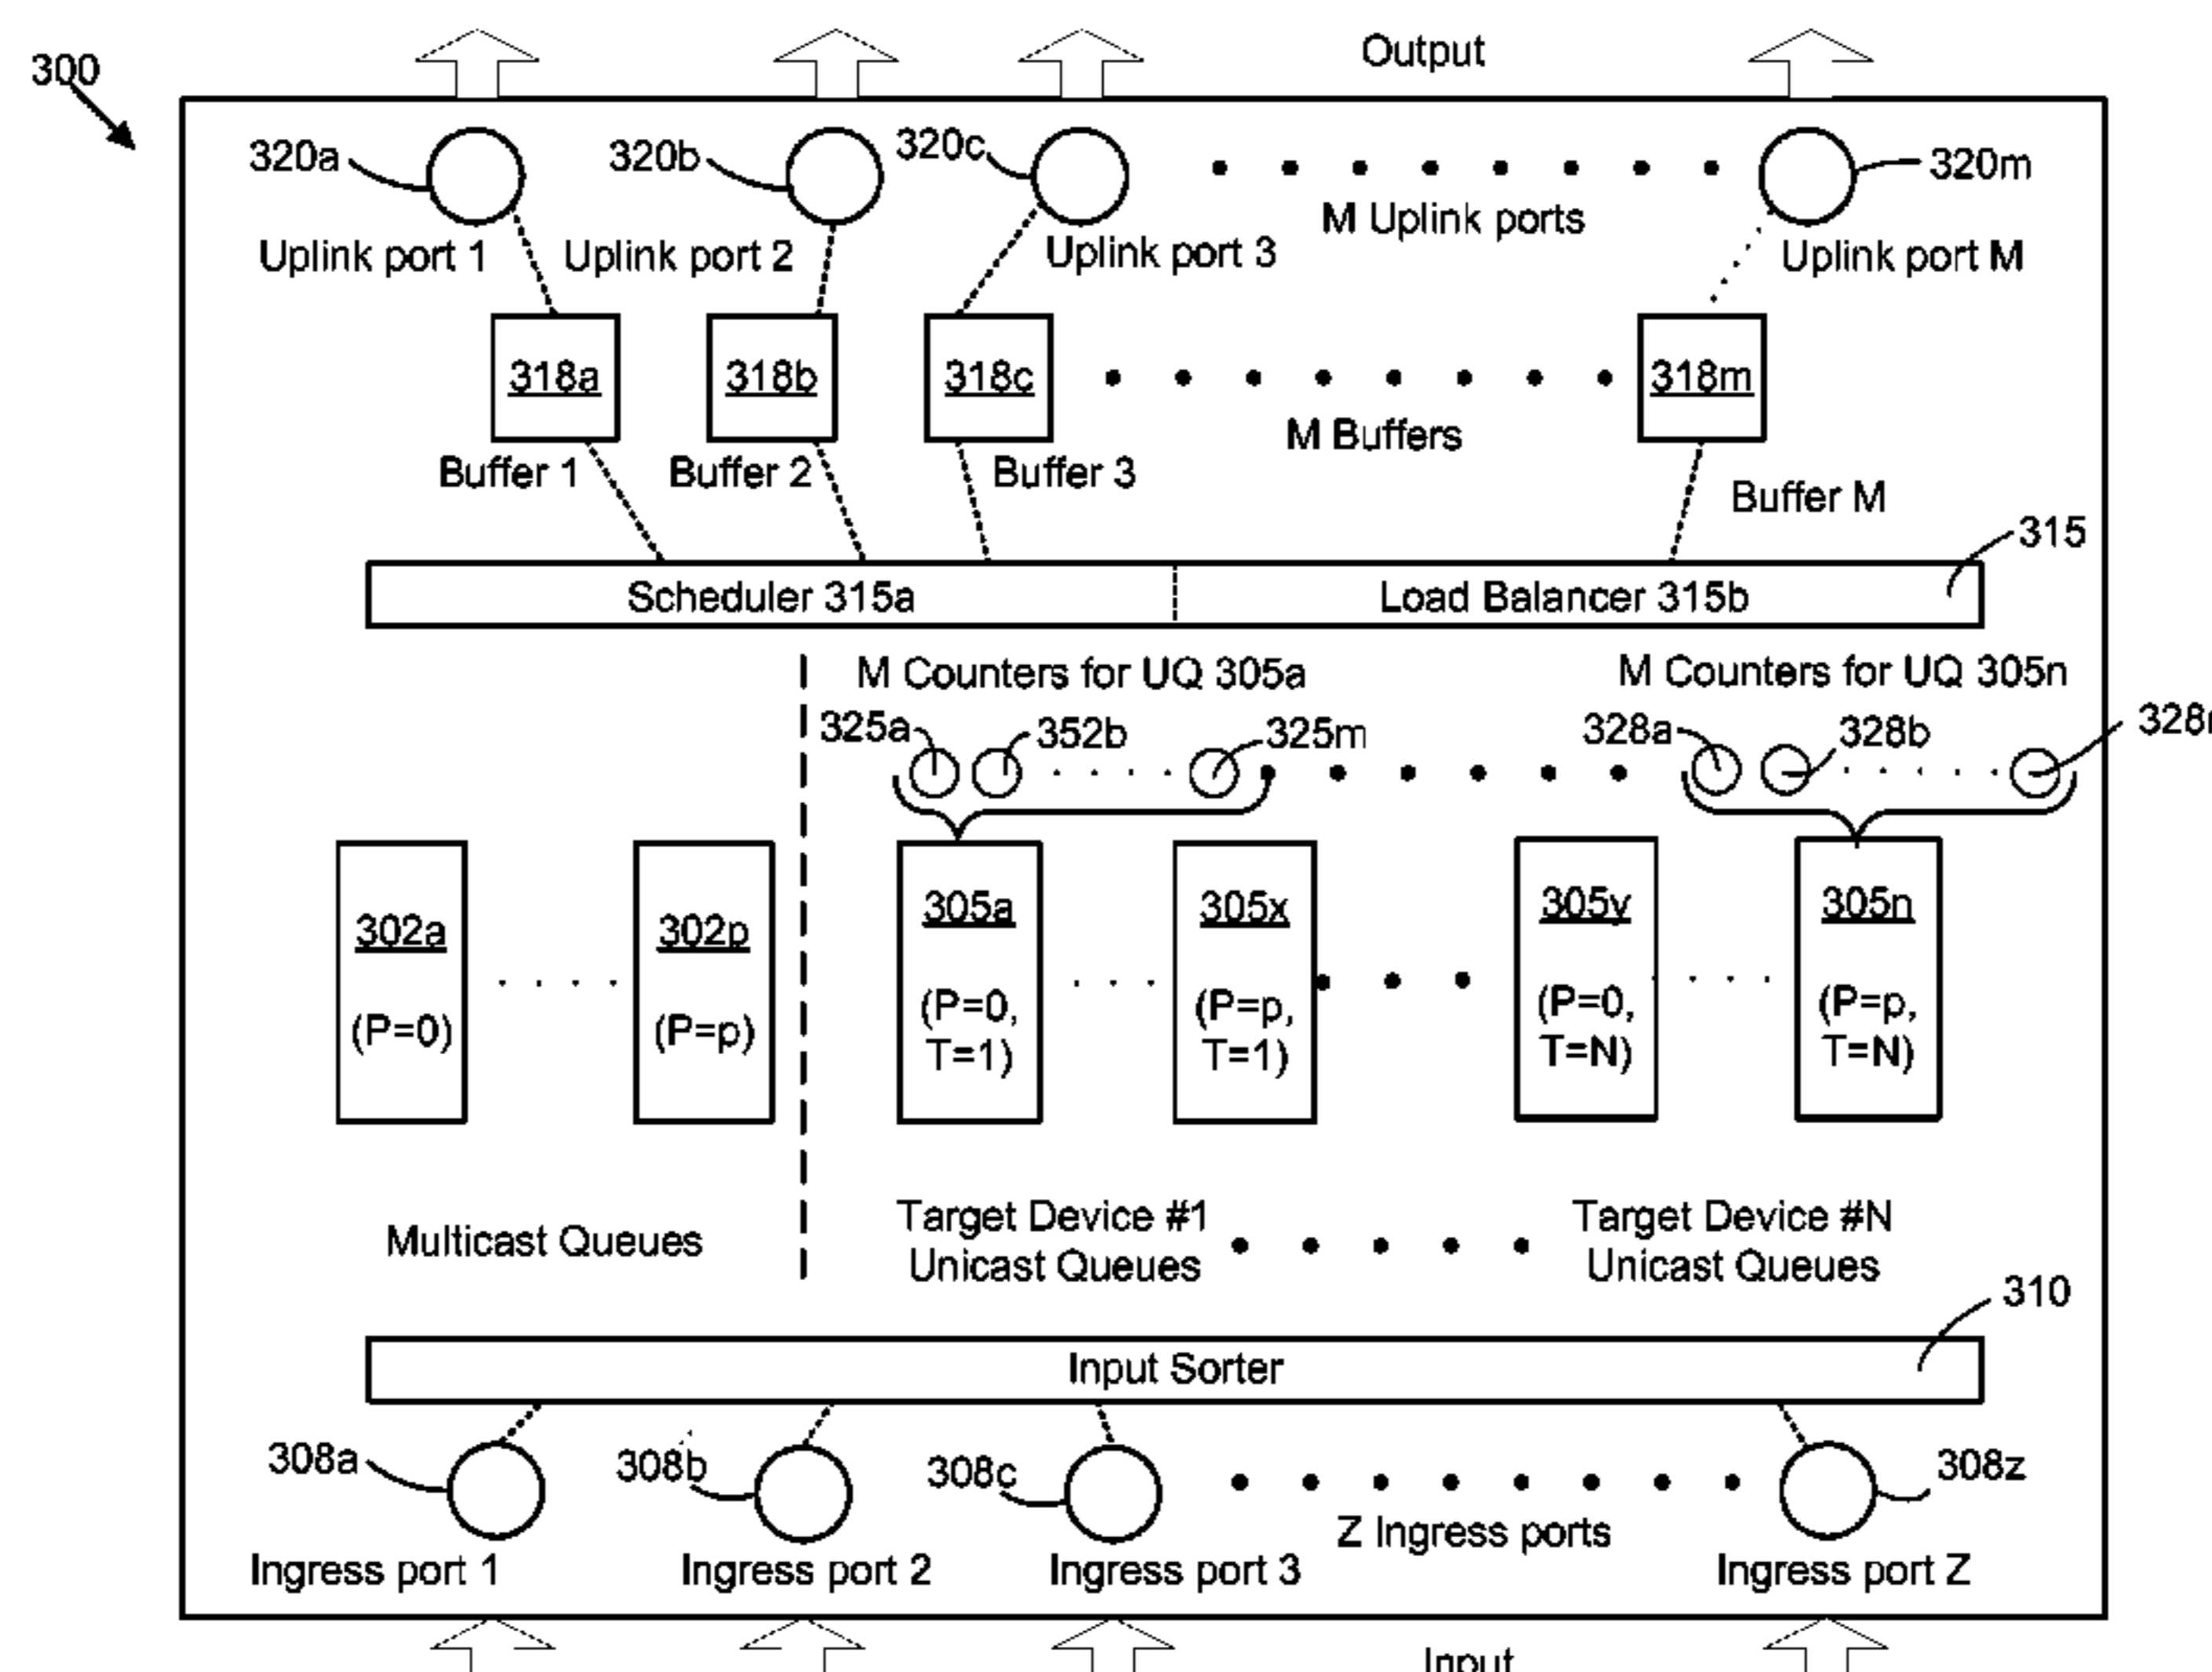 Output
300
320a
320b
320c
320m
M Uplink ports
Uplink port 1
Uplink port 2
Uplink port 3
Uplink port M
318a
318b
318c
318m
M Buffers
Buffer 1
Buffer 2
Buffer 3
Buffer M
315
Scheduler 315a
Load Balancer 315b
M Counters for UQ 305a
M Counters for UQ 305n
325a
352b
325m
328a
328b
302a
(P=0)
302p
(P=p)
305a
(P=0,
T=1)
305x
(P=p,
T=1)
305y
(P=0,
T=N)
305n
(P=p,
T=N)
Multicast Queues
Target Device #1
Unicast Queues
Target Device #N
Unicast Queues
310
Input Sorter
308a
308b
308c
308z
Z Ingress ports
Ingress port 1
Ingress port 2
Ingress port 3
Ingress port Z
Input